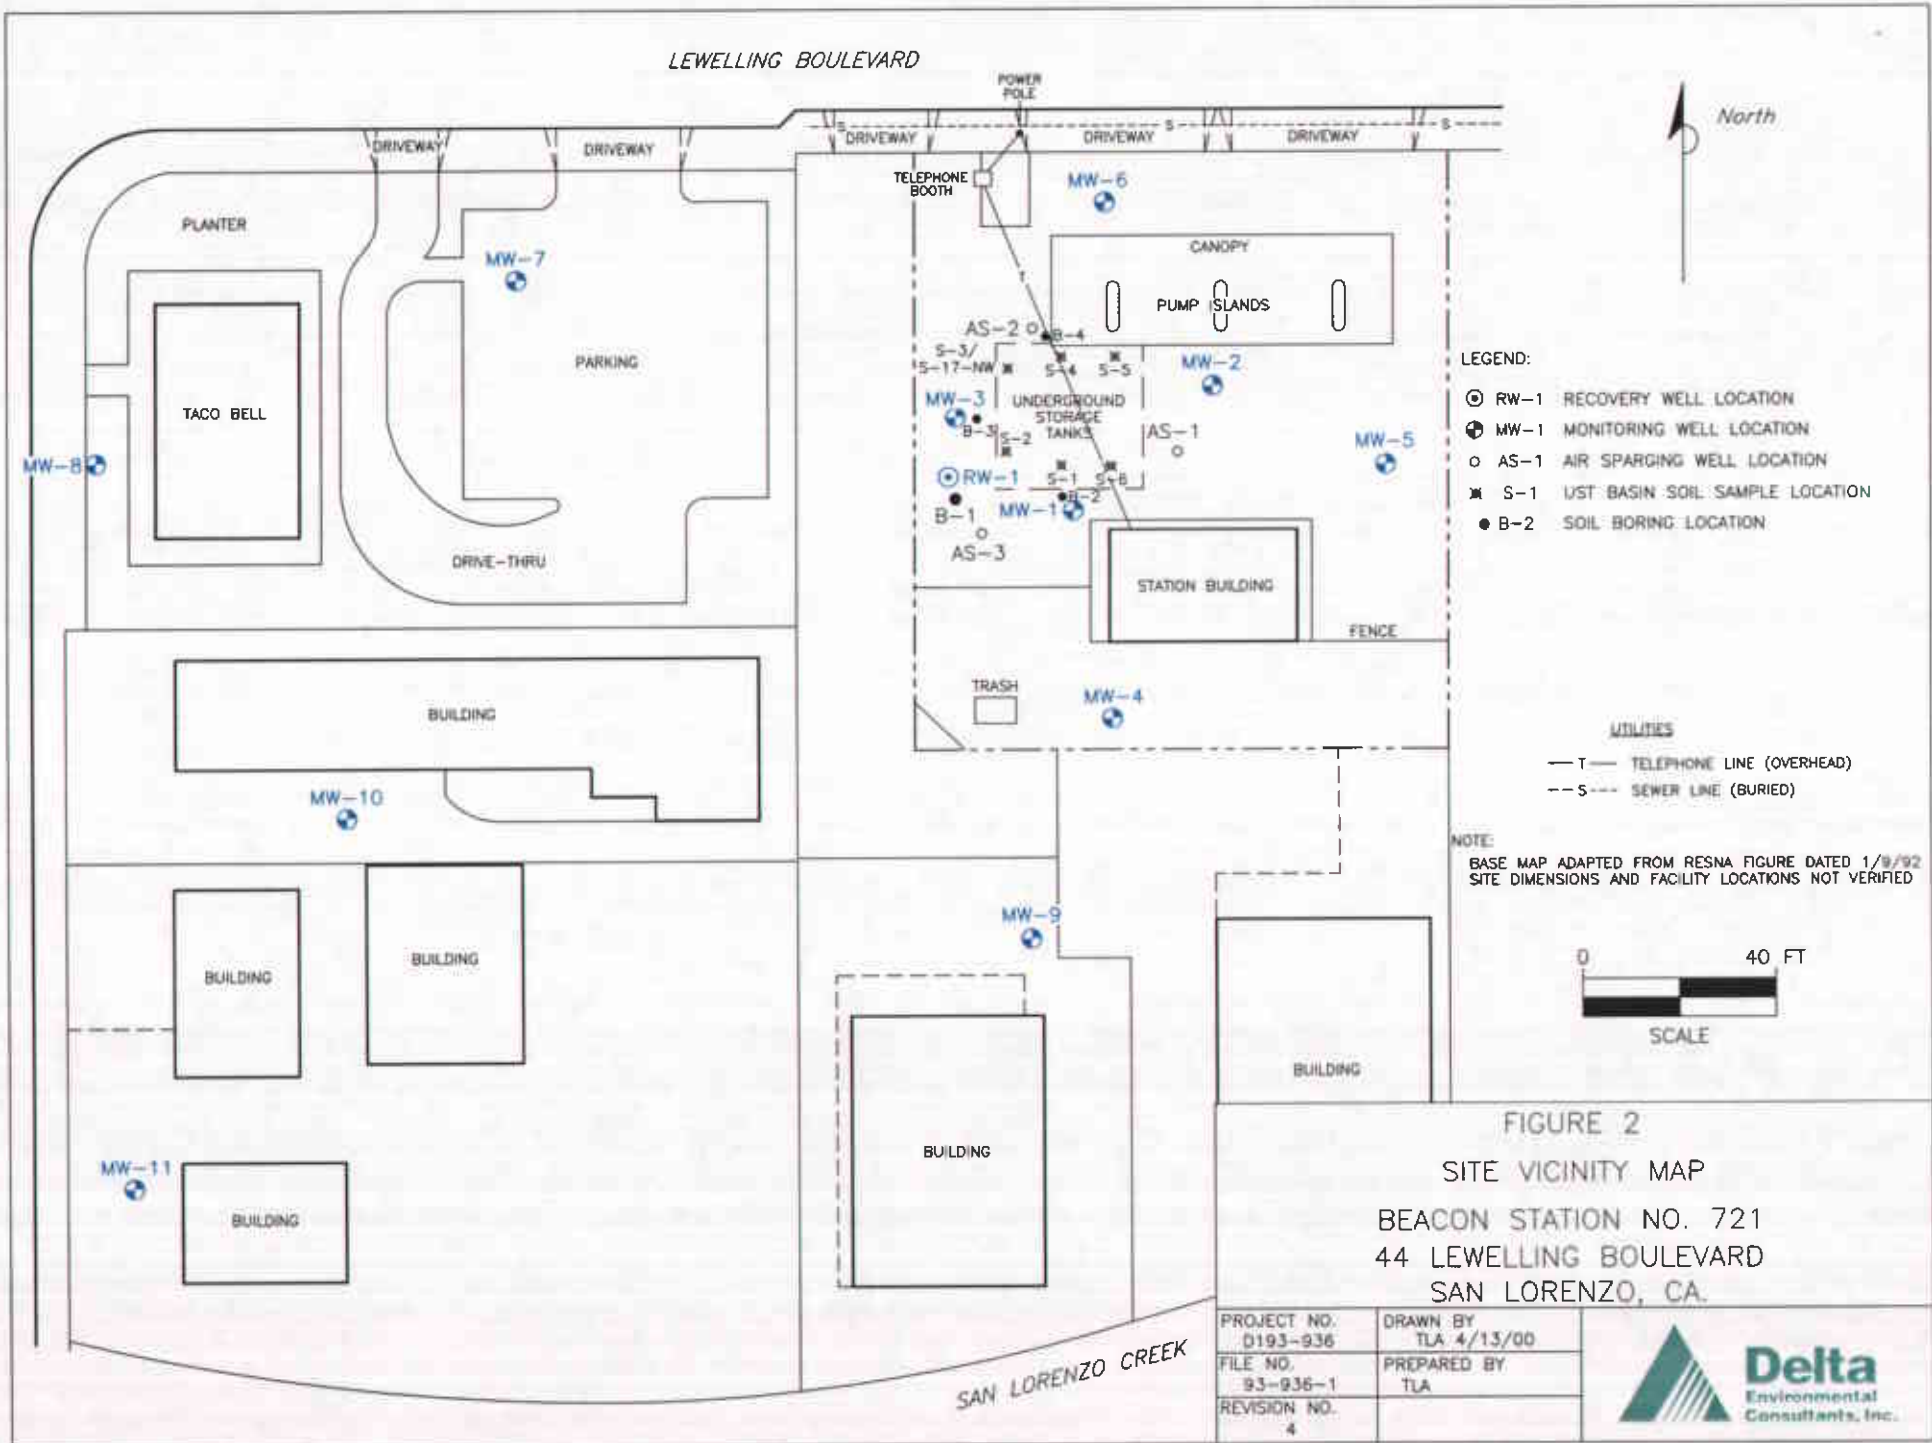 LEWELLING BOULEVARD
POWER
POLE
North
DRIVEWAY
DRIVEWAY
S
DRIVEWAY
DRIVEWAY
S
DRIVEWAY
S
TELEPHONE
BOOTH
MW-6
PLANTER
MW-7
CANOPY
T
PUMP ISLANDS
AS-2
B-4
S-3/
S-17-NW
S-4
S-5
MW-2
PARKING
TACO BELL
MW-3
B-3
UNDERGROUND
STORAGE
TANKS
S-2
AS-1
MW-5
MW-8
RW-1
S-1
S-6
B-1
MW-1
B-2
AS-3
DRIVE-THRU
STATION BUILDING
FENCE
LEGEND:
RW-1 RECOVERY WELL LOCATION
MW-1 MONITORING WELL LOCATION
AS-1 AIR SPARGING WELL LOCATION
S-1 UST BASIN SOIL SAMPLE LOCATION
B-2 SOIL BORING LOCATION
TRASH
MW-4
BUILDING
MW-10
UTILITIES
T TELEPHONE LINE (OVERHEAD)
S SEWER LINE (BURIED)
NOTE:
BASE MAP ADAPTED FROM RESNA FIGURE DATED 1/9/92
SITE DIMENSIONS AND FACILITY LOCATIONS NOT VERIFIED
MW-9
BUILDING
BUILDING
0 40 FT
SCALE
BUILDING
BUILDING
MW-11
BUILDING
SAN LORENZO CREEK
FIGURE 2
SITE VICINITY MAP
BEACON STATION NO. 721
44 LEWELLING BOULEVARD
SAN LORENZO, CA.
PROJECT NO.
D193-936
DRAWN BY
TLA 4/13/00
FILE NO.
93-936-1
PREPARED BY
TLA
REVISION NO.
4
Delta
Environmental
Consultants, Inc.